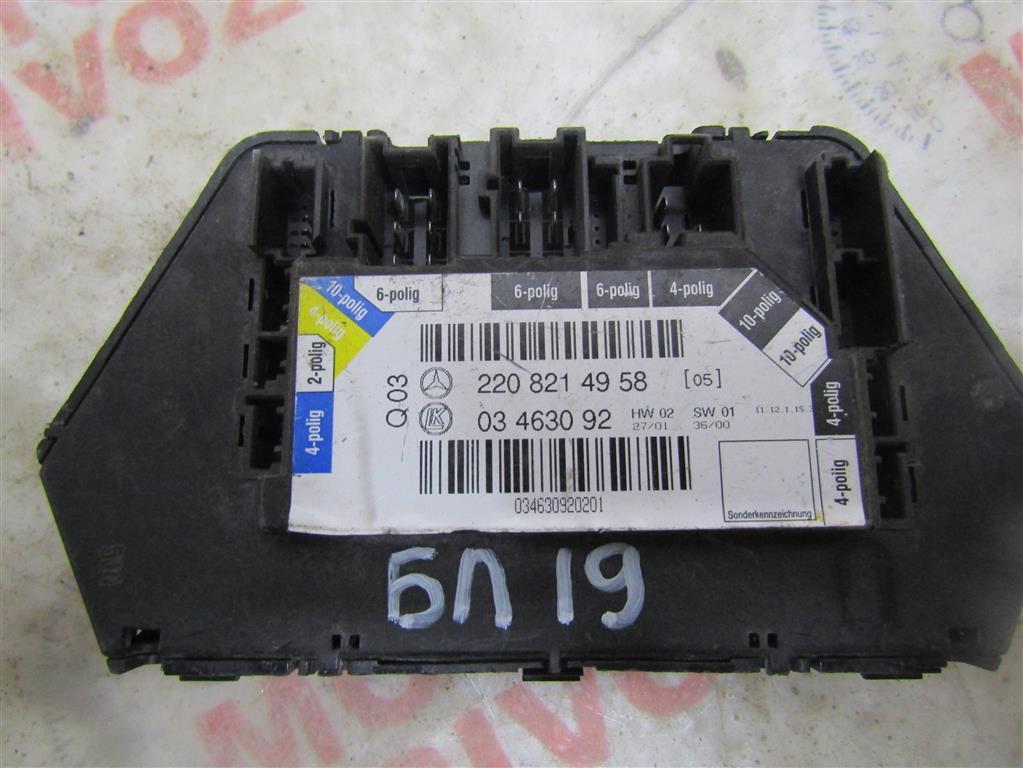 10-polig
6-polig
6-polig
6-polig
4-polig
10-polig
10-polig
4-polig
2-polig
4-polig
4-polig
4-polig
Q03
220 821 49 58 [05]
K
03 4630 92
HW 02 SW 01
27/01 36/00
034630920201
Sonderkennzeichnung
БП 19